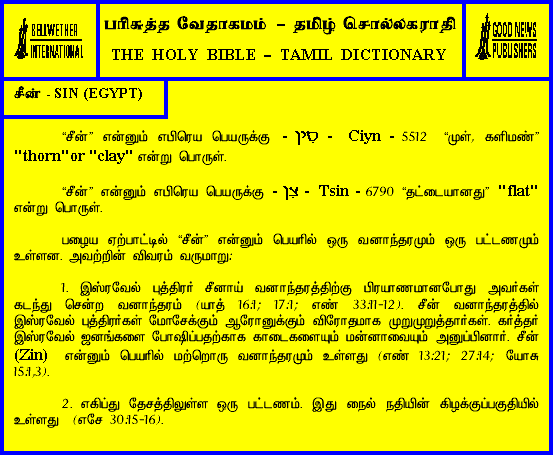 BELLWETHER
INTERNATIONAL
பரிசுத்த வேதாகமம் – தமிழ் சொல்லகராதி
THE HOLY BIBLE – TAMIL DICTIONARY
GOOD NEWS
PUBLISHERS
சீன் - SIN (EGYPT)
“சீன்” என்னும் எபிரெய பெயருக்கு - סִין - Ciyn - 5512 “முள், களிமண்”
"thorn"or "clay" என்று பொருள்.
“சீன்” என்னும் எபிரெய பெயருக்கு - צִן - Tsin - 6790 “தட்டையானது” "flat"
என்று பொருள்.
பழைய ஏற்பாட்டில் “சீன்” என்னும் பெயரில் ஒரு வனாந்தரமும் ஒரு பட்டணமும்
உள்ளன. அவற்றின் விவரம் வருமாறு:
1. இஸ்ரவேல் புத்திரர் சீனாய் வனாந்தரத்திற்கு பிரயாணமானபோது அவர்கள்
கடந்து சென்ற வனாந்தரம் (யாத் 16:1; 17:1; எண் 33:11-12). சீன் வனாந்தரத்தில்
இஸ்ரவேல் புத்திரர்கள் மோசேக்கும் ஆரோனுக்கும் விரோதமாக முறுமுறுத்தார்கள். கர்த்தர்
இஸ்ரவேல் ஜனங்களை போஷிப்பதற்காக காடைகளையும் மன்னாவையும் அனுப்பினார். சீன்
(Zin) என்னும் பெயரில் மற்றொரு வனாந்தரமும் உள்ளது (எண் 13:21; 27:14; யோசு
15:1,3).
2. எகிப்து தேசத்திலுள்ள ஒரு பட்டணம். இது நைல் நதியின் கிழக்குப்பகுதியில்
உள்ளது (எசே 30:15-16).